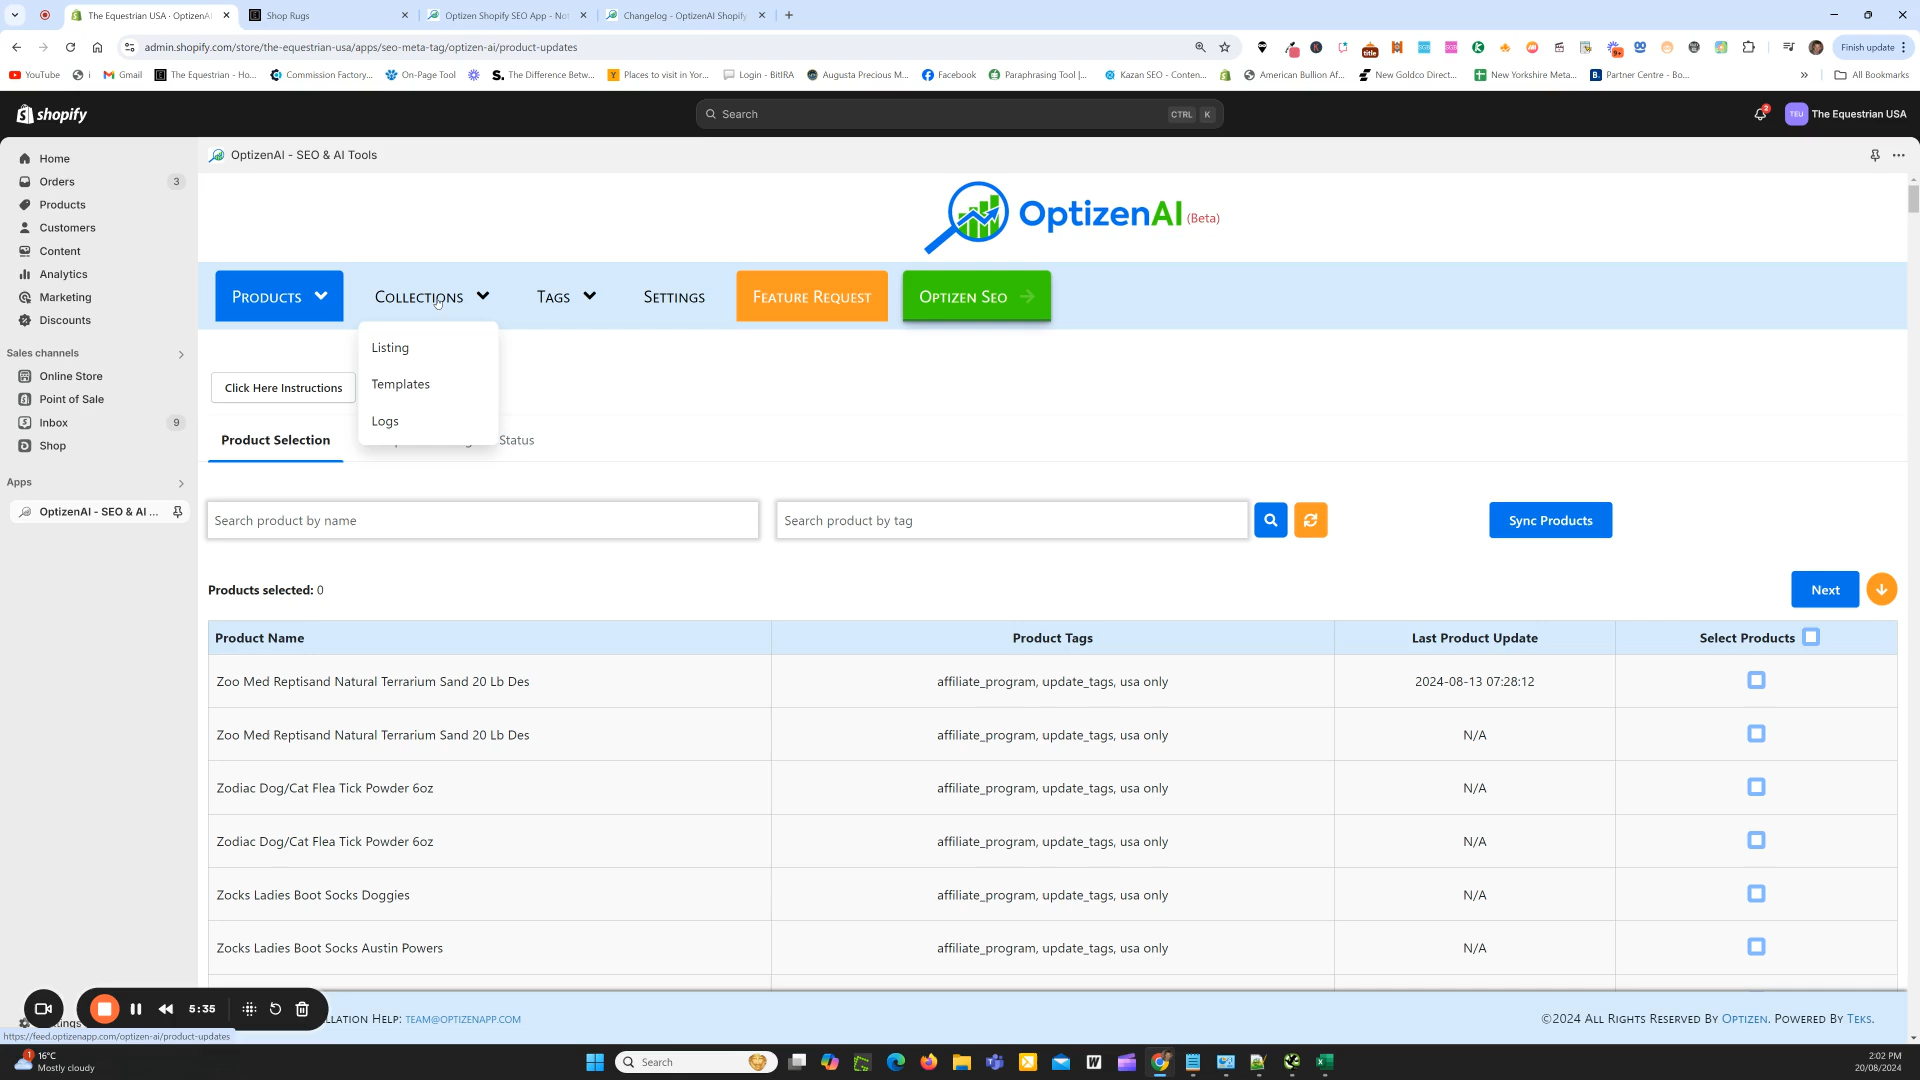 The Equestrian USA · OptizenAI
Shop Rugs
Optizen Shopify SEO App - Not
Changelog - OptizenAI Shopify
admin.shopify.com/store/the-equestrian-usa/apps/seo-meta-tag/optizen-ai/product-updates
Finish update
YouTube
i
Gmail
The Equestrian - Ho...
Commission Factory...
On-Page Tool
The Difference Betw...
Places to visit in Yor...
Login - BitIRA
Augusta Precious M...
Facebook
Paraphrasing Tool |...
Kazan SEO - Conten...
American Bullion Af...
New Goldco Direct...
New Yorkshire Meta...
Partner Centre - Bo...
All Bookmarks
shopify
Search
CTRL K
2
TEU
The Equestrian USA
Home
Orders 3
Products
Customers
Content
Analytics
Marketing
Discounts
Sales channels
Online Store
Point of Sale
Inbox 9
Shop
Apps
OptizenAI - SEO & AI ...
OptizenAI - SEO & AI Tools
OptizenAI (Beta)
Products
Collections
Tags
Settings
Feature Request
Optizen Seo
Listing
Templates
Logs
Click Here Instructions
Product Selection
Status
Search product by name
Search product by tag
Sync Products
Products selected: 0
Next
Product Name Product Tags Last Product Update Select Products
Zoo Med Reptisand Natural Terrarium Sand 20 Lb Des affiliate_program, update_tags, usa only 2024-08-13 07:28:12
Zoo Med Reptisand Natural Terrarium Sand 20 Lb Des affiliate_program, update_tags, usa only N/A
Zodiac Dog/Cat Flea Tick Powder 6oz affiliate_program, update_tags, usa only N/A
Zodiac Dog/Cat Flea Tick Powder 6oz affiliate_program, update_tags, usa only N/A
Zocks Ladies Boot Socks Doggies affiliate_program, update_tags, usa only N/A
Zocks Ladies Boot Socks Austin Powers affiliate_program, update_tags, usa only N/A
5:35
llation Help: team@optizenapp.com
©2024 All Rights Reserved By Optizen. Powered By Teks.
https://feed.optizenapp.com/optizen-ai/product-updates
16°C
Mostly cloudy
Search
2:02 PM
20/08/2024